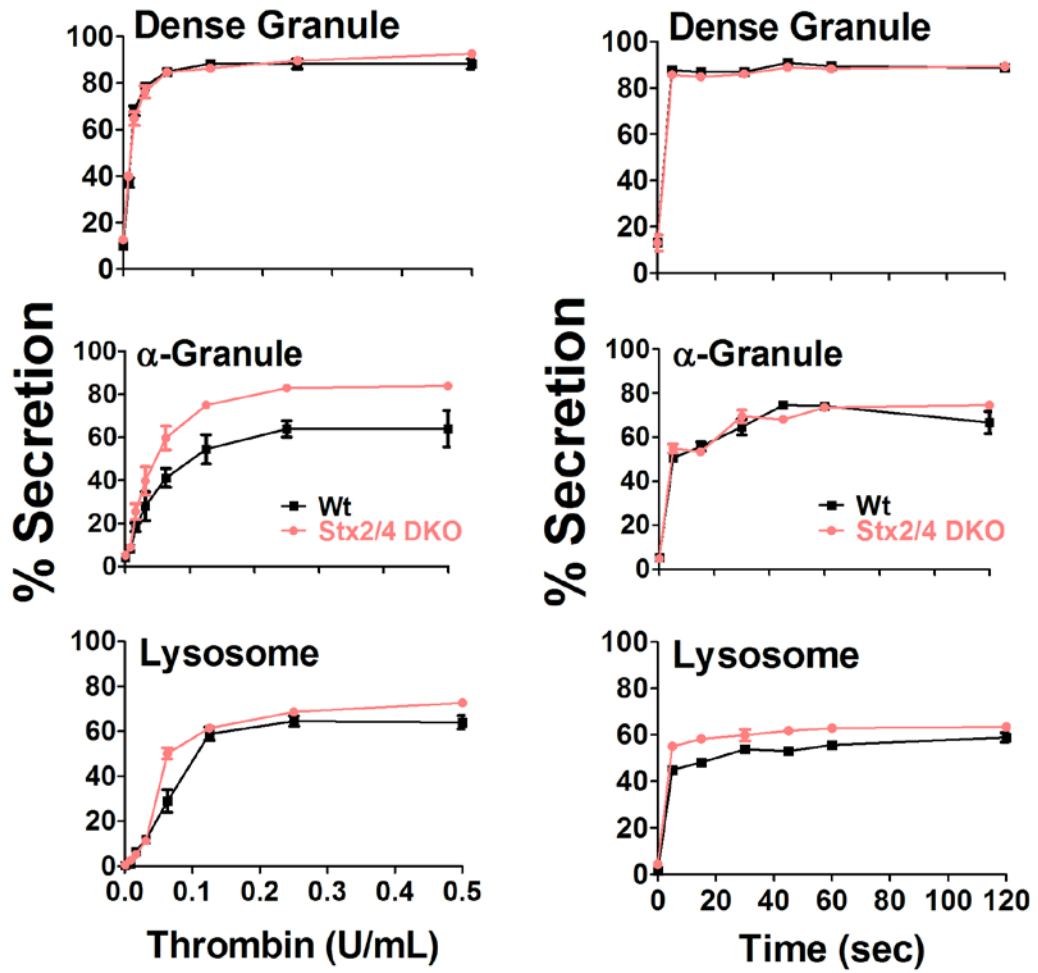 Dense Granule
100
80
60
40
20
0
Dense Granule
100
80
60
40
20
0
% Secretion
α-Granule
100
80
60
40
20
0
Wt
Stx2/4 DKO
% Secretion
α-Granule
100
80
60
40
20
0
Wt
Stx2/4 DKO
Lysosome
100
80
60
40
20
0
0.0 0.1 0.2 0.3 0.4 0.5
Thrombin (U/mL)
Lysosome
100
80
60
40
20
0
0 20 40 60 80 100 120
Time (sec)